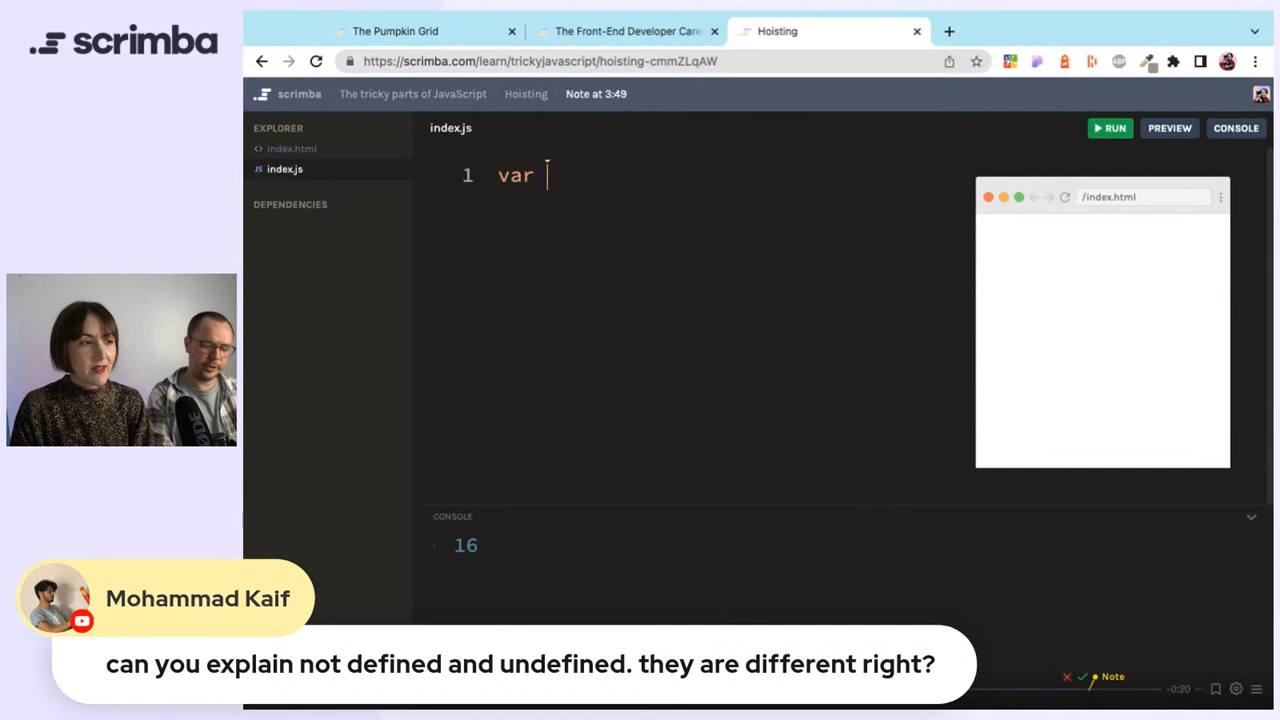 scrimba
The Pumpkin Grid
The Front-End Developer Care
Hoisting
https://scrimba.com/learn/trickyjavascript/hoisting-cmmZLqAW
scrimba The tricky parts of JavaScript Hoisting Note at 3:49
EXPLORER
index.html
JS index.js
DEPENDENCIES
index.js
RUN PREVIEW CONSOLE
1 var
/index.html
CONSOLE
16
Mohammad Kaif
can you explain not defined and undefined. they are different right?
Note
-0:20